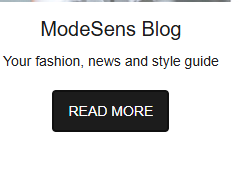 ModeSens Blog
Your fashion, news and style guide
READ MORE